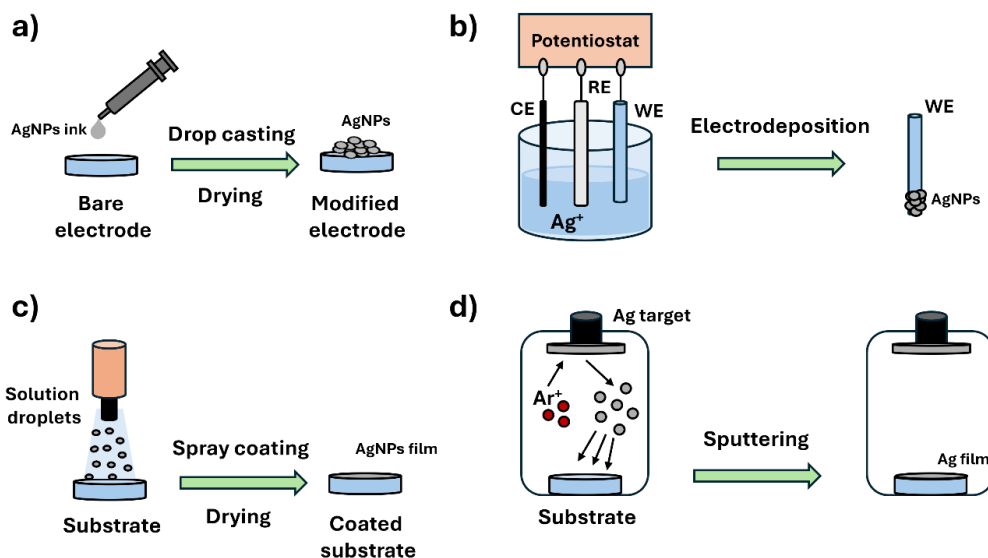 a)
AgNPs ink
Drop casting
Drying
AgNPs
Bare
electrode
Modified
electrode
b)
Potentiostat
CE
RE
WE
Ag⁺
Electrodeposition
WE
AgNPs
c)
Solution
droplets
Spray coating
Drying
AgNPs film
Substrate
Coated
substrate
d)
Ag target
Ar⁺
Sputtering
Ag film
Substrate